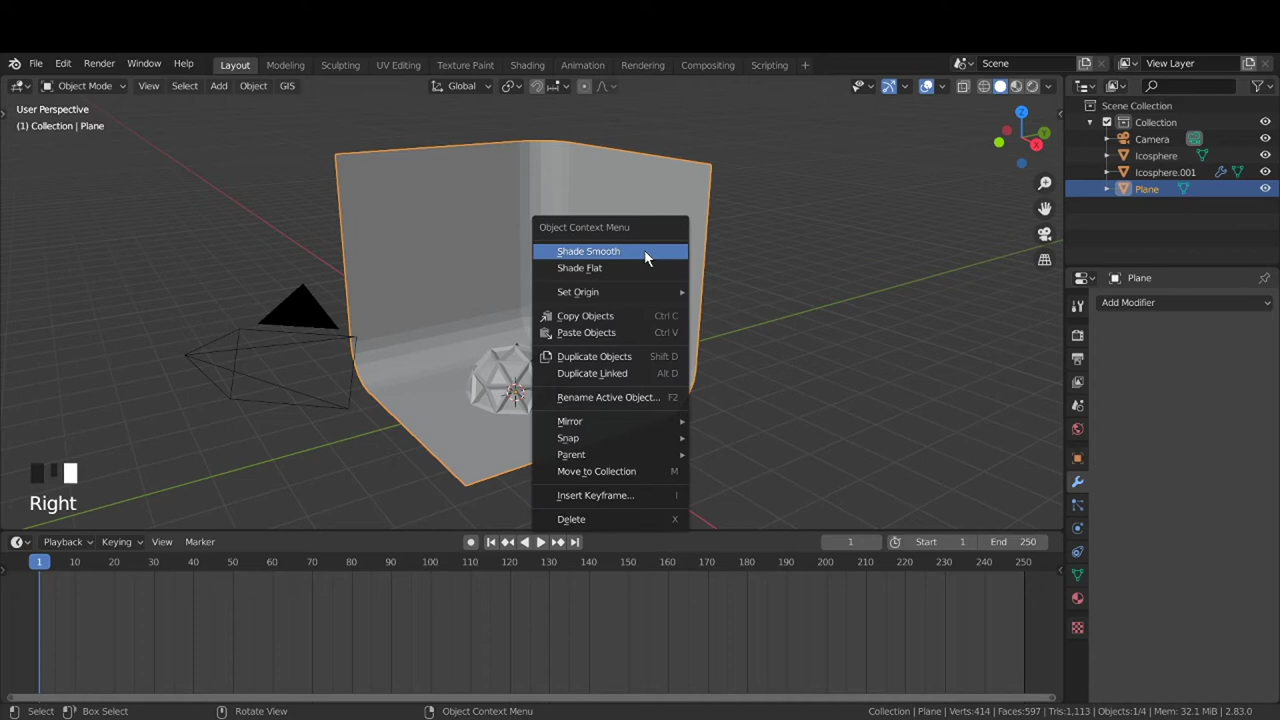 File Edit Render Window Help Layout Modeling Sculpting UV Editing Texture Paint Shading Animation Rendering Compositing Scripting + Scene View Layer
Object Mode View Select Add Object GIS Global
User Perspective
(1) Collection | Plane
Scene Collection
Collection
Camera
Icosphere
Icosphere.001
Plane
Plane
Add Modifier
Object Context Menu
Shade Smooth
Shade Flat
Set Origin
Copy Objects Ctrl C
Paste Objects Ctrl V
Duplicate Objects Shift D
Duplicate Linked Alt D
Rename Active Object... F2
Mirror
Snap
Parent
Move to Collection M
Insert Keyframe... I
Delete X
Right
Playback Keying View Marker 1 Start 1 End 250
1 10 20 30 40 50 60 70 80 90 100 110 120 130 140 150 160 170 180 190 200 210 220 230 240 250
Select Box Select Rotate View Object Context Menu Collection | Plane | Verts:414 | Faces:597 | Tris:1,113 | Objects:1/4 | Mem: 32.1 MiB | 2.83.0